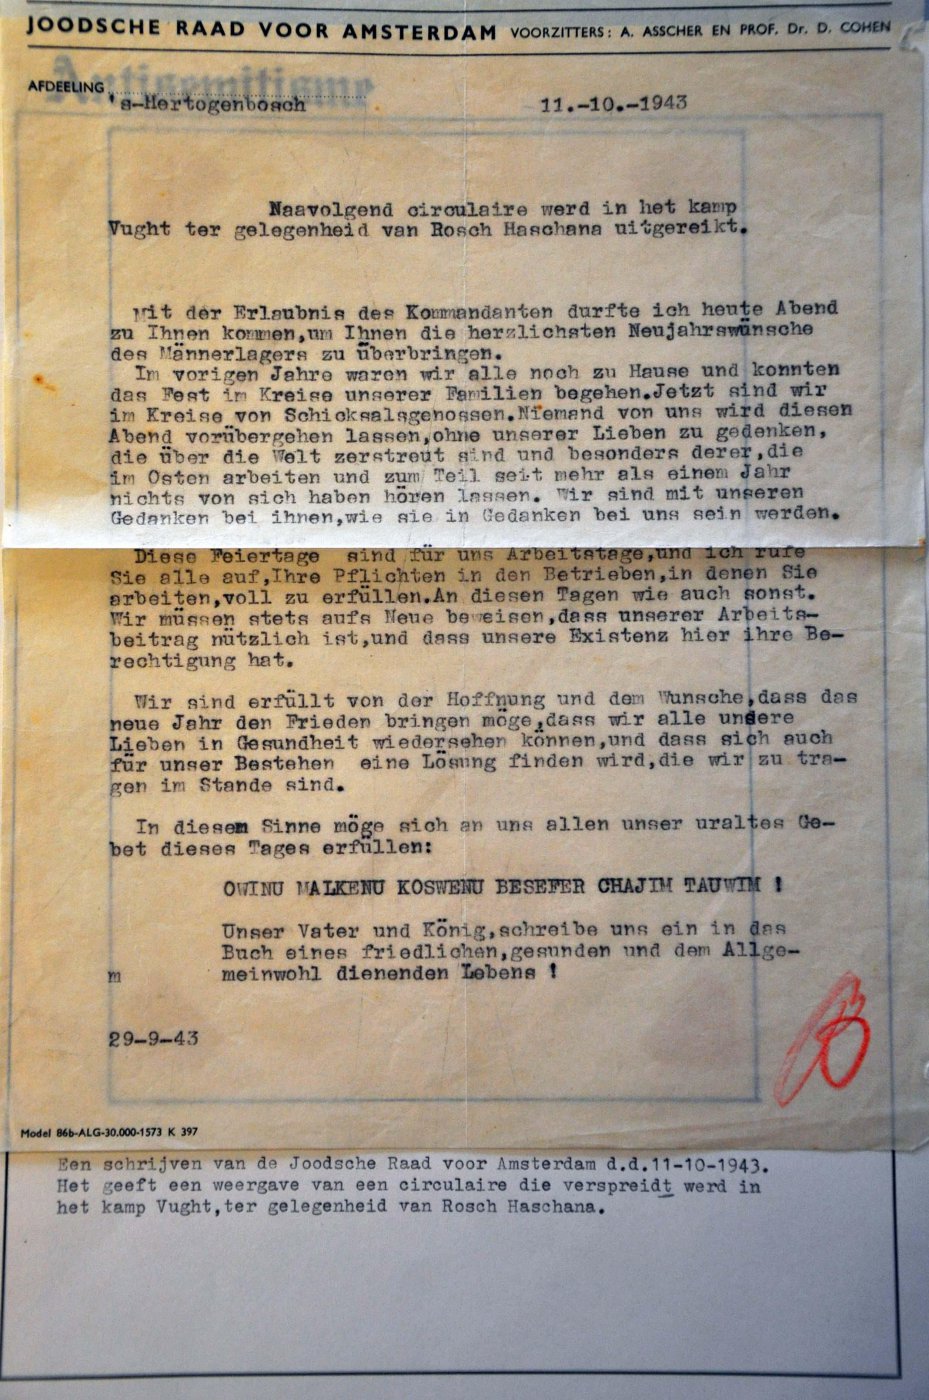 JOODSCHE RAAD VOOR AMSTERDAM VOORZITTERS: A. ASSCHER EN PROF. Dr. D. COHEN
Antisemitisme
AFDEELING 's-Hertogenbosch 11.-10.-1943
Naavolgend circulaire werd in het kamp
Vught ter gelegenheid van Rosch Haschana uitgereikt.
Mit der Erlaubnis des Kommandanten durfte ich heute Abend
zu Ihnen kommen,um Ihnen die herzlichsten Neujahrswünsche
des Männerlagers zu überbringen.
Im vorigen Jahre waren wir alle noch zu Hause und konnten
das Fest im Kreise unserer Familien begehen.Jetzt sind wir
im Kreise von Schicksalsgenossen.Niemand von uns wird diesen
Abend vorübergehen lassen,ohne unserer Lieben zu gedenken,
die über die Welt zerstreut sind und besonders derer,die
im Osten arbeiten und zum Teil seit mehr als einem Jahr
nichts von sich haben hören lassen. Wir sind mit unseren
Gedanken bei ihnen,wie sie in Gedanken bei uns sein werden.
Diese Feiertage sind für uns Arbeitstage,und ich rufe
Sie alle auf,Ihre Pflichten in den Betrieben,in denen Sie
arbeiten,voll zu erfüllen.An diesen Tagen wie auch sonst.
Wir müssen stets aufs Neue beweisen,dass unserer Arbeits-
beitrag nützlich ist,und dass unsere Existenz hier ihre Be-
rechtigung hat.
Wir sind erfüllt von der Hoffnung und dem Wunsche,dass das
neue Jahr den Frieden bringen möge,dass wir alle unsere
Lieben in Gesundheit wiedersehen können,und dass sich auch
für unser Bestehen eine Lösung finden wird,die wir zu tra-
gen im Stande sind.
In diesem Sinne möge sich an uns allen unser uraltes Ge-
bet dieses Tages erfüllen:
OWINU MALKENU KOSWENU BESEFER CHAJIM TAUWIM !
Unser Vater und König,schreibe uns ein in das
Buch eines friedlichen,gesunden und dem Allge-
m meinwohl dienenden Lebens !
29-9-43
Model 86b-ALG-30.000-1573 K 397
Een schrijven van de Joodsche Raad voor Amsterdam d.d.11-10-1943.
Het geeft een weergave van een circulaire die verspreidt werd in
het kamp Vught,ter gelegenheid van Rosch Haschana.